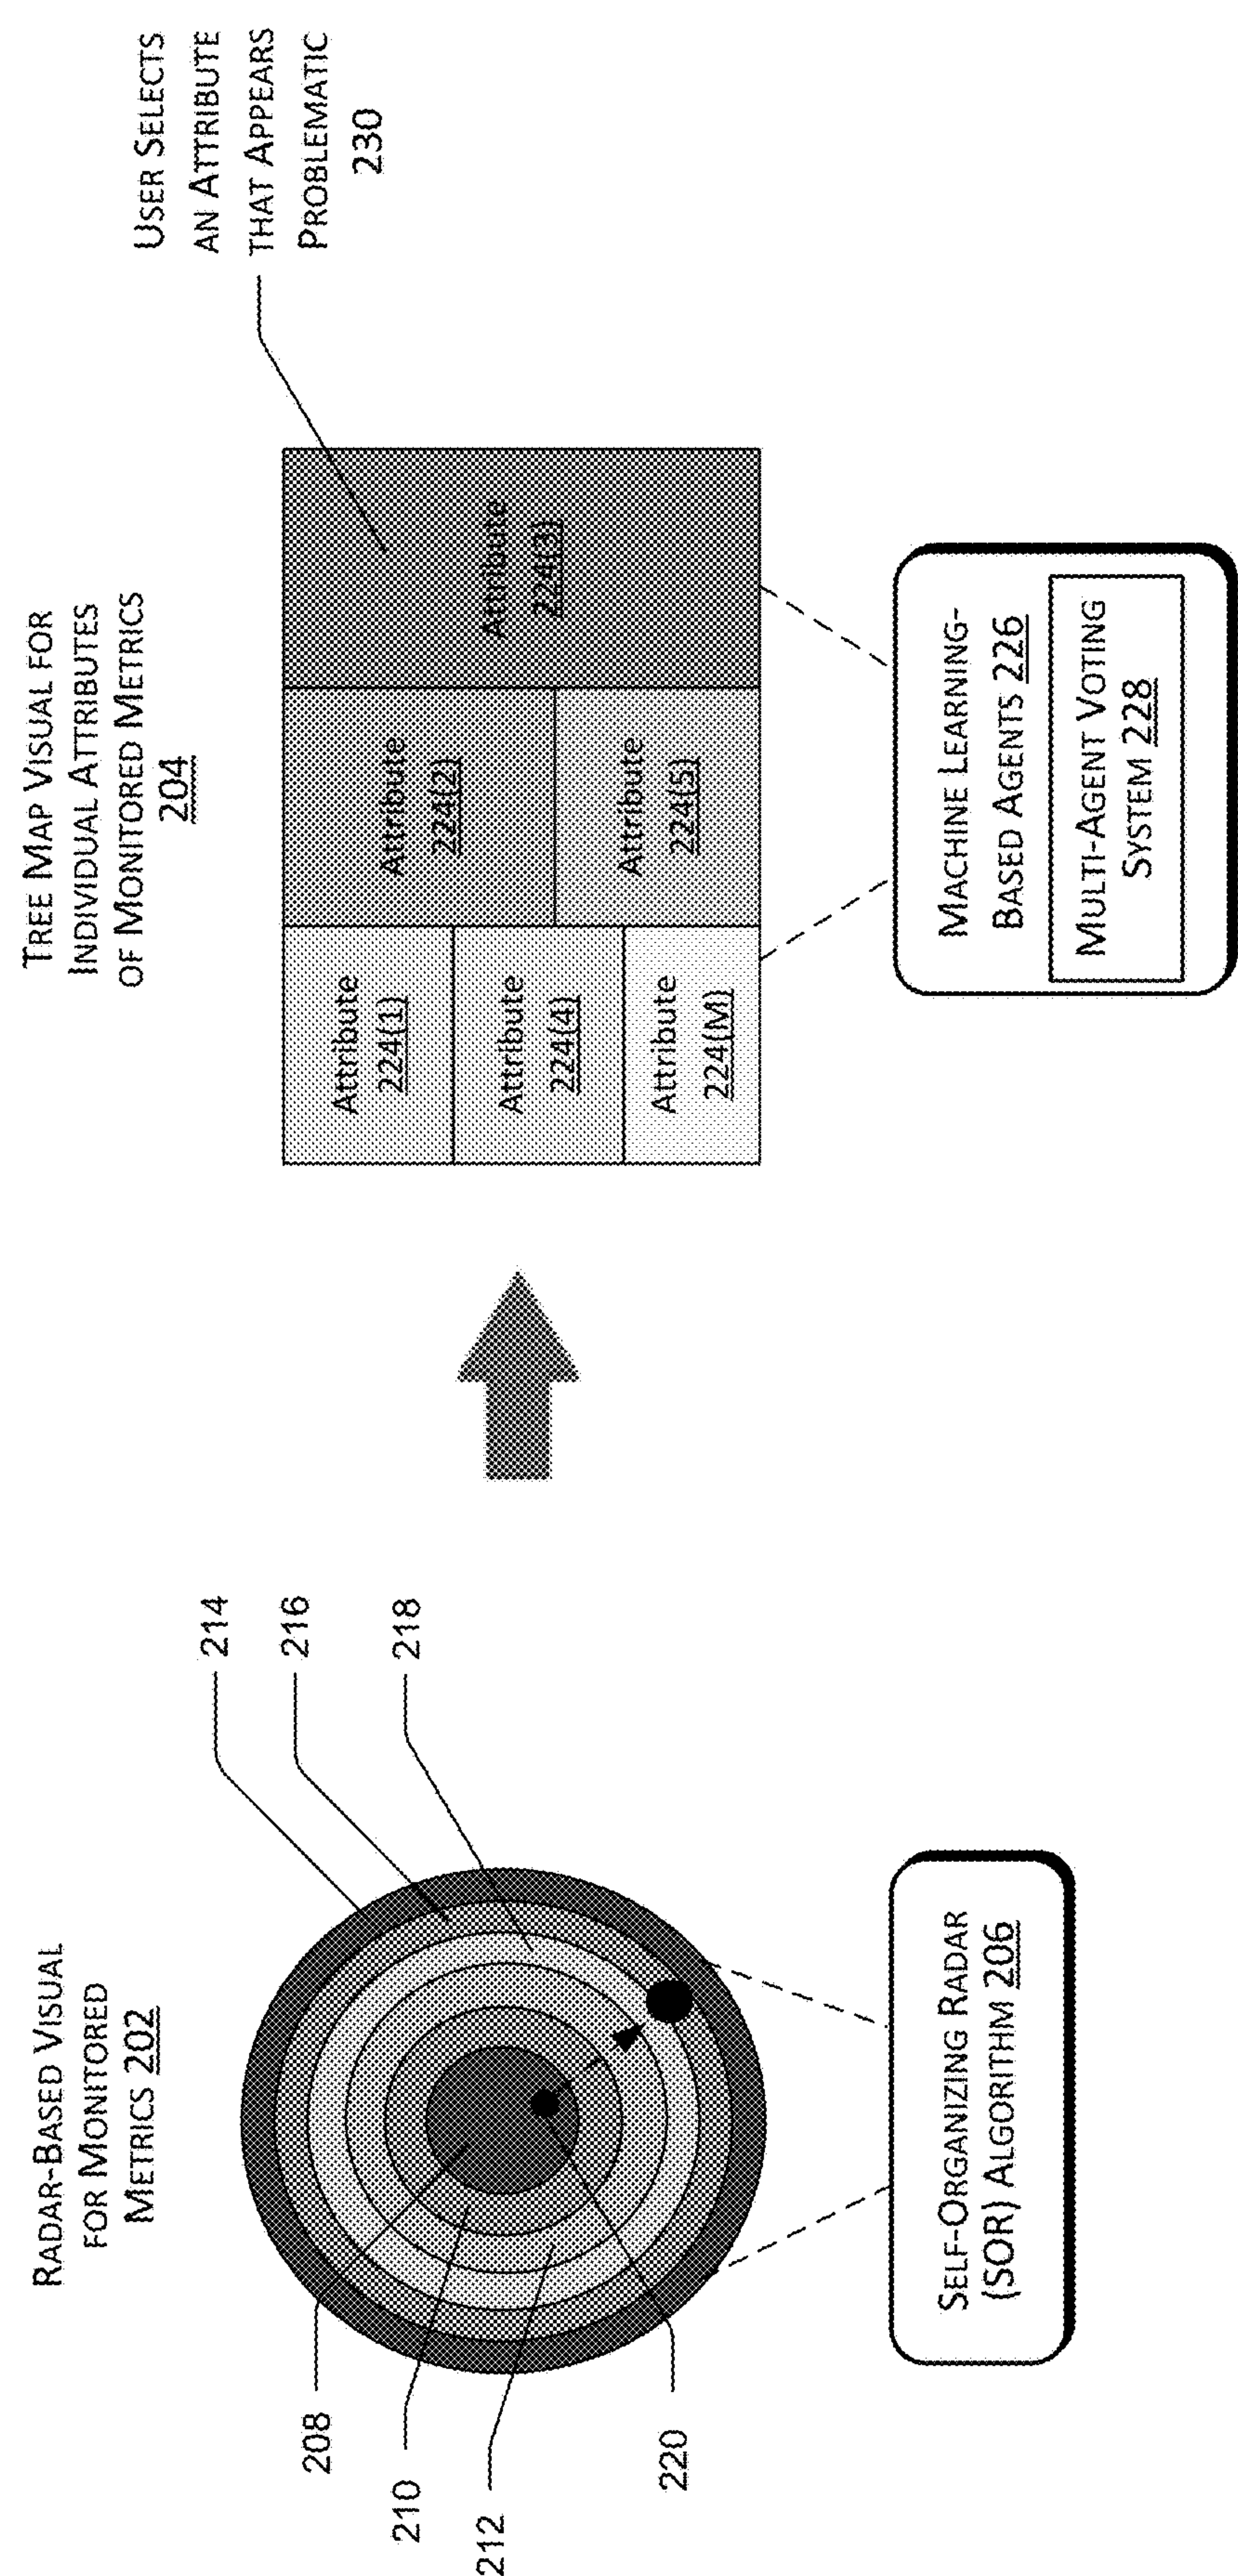 RADAR-BASED VISUAL
FOR MONITORED
METRICS 202
214
216
218
208
210
212
220
SELF-ORGANIZING RADAR
(SOR) ALGORITHM 206
TREE MAP VISUAL FOR
INDIVIDUAL ATTRIBUTES
OF MONITORED METRICS
204
Attribute
224(1)
Attribute
224(2)
Attribute
224(3)
Attribute
224(4)
Attribute
224(5)
Attribute
224(M)
USER SELECTS
AN ATTRIBUTE
THAT APPEARS
PROBLEMATIC
230
MACHINE LEARNING-
BASED AGENTS 226
MULTI-AGENT VOTING
SYSTEM 228